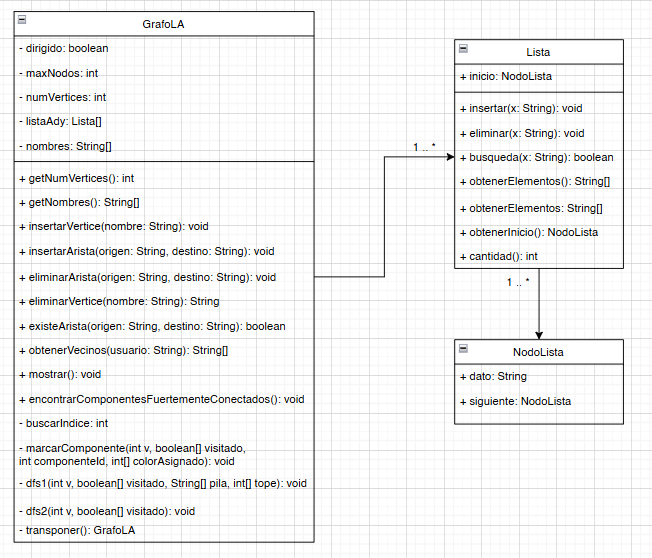 GrafoLA
- dirigido: boolean
- maxNodos: int
- numVertices: int
- listaAdy: Lista[]
- nombres: String[]
+ getNumVertices(): int
+ getNombres(): String[]
+ insertarVertice(nombre: String): void
+ insertarArista(origen: String, destino: String): void
+ eliminarArista(origen: String, destino: String): void
+ eliminarVertice(nombre: String): String
+ existeArista(origen: String, destino: String): boolean
+ obtenerVecinos(usuario: String): String[]
+ mostrar(): void
+ encontrarComponentesFuertementeConectados(): void
- buscarIndice: int
- marcarComponente(int v, boolean[] visitado,
int componenteId, int[] colorAsignado): void
- dfs1(int v, boolean[] visitado, String[] pila, int[] tope): void
- dfs2(int v, boolean[] visitado): void
- transponer(): GrafoLA
1 .. *
Lista
+ inicio: NodoLista
+ insertar(x: String): void
+ eliminar(x: String): void
+ busqueda(x: String): boolean
+ obtenerElementos(): String[]
+ obtenerElementos: String[]
+ obtenerInicio(): NodoLista
+ cantidad(): int
1 .. *
NodoLista
+ dato: String
+ siguiente: NodoLista